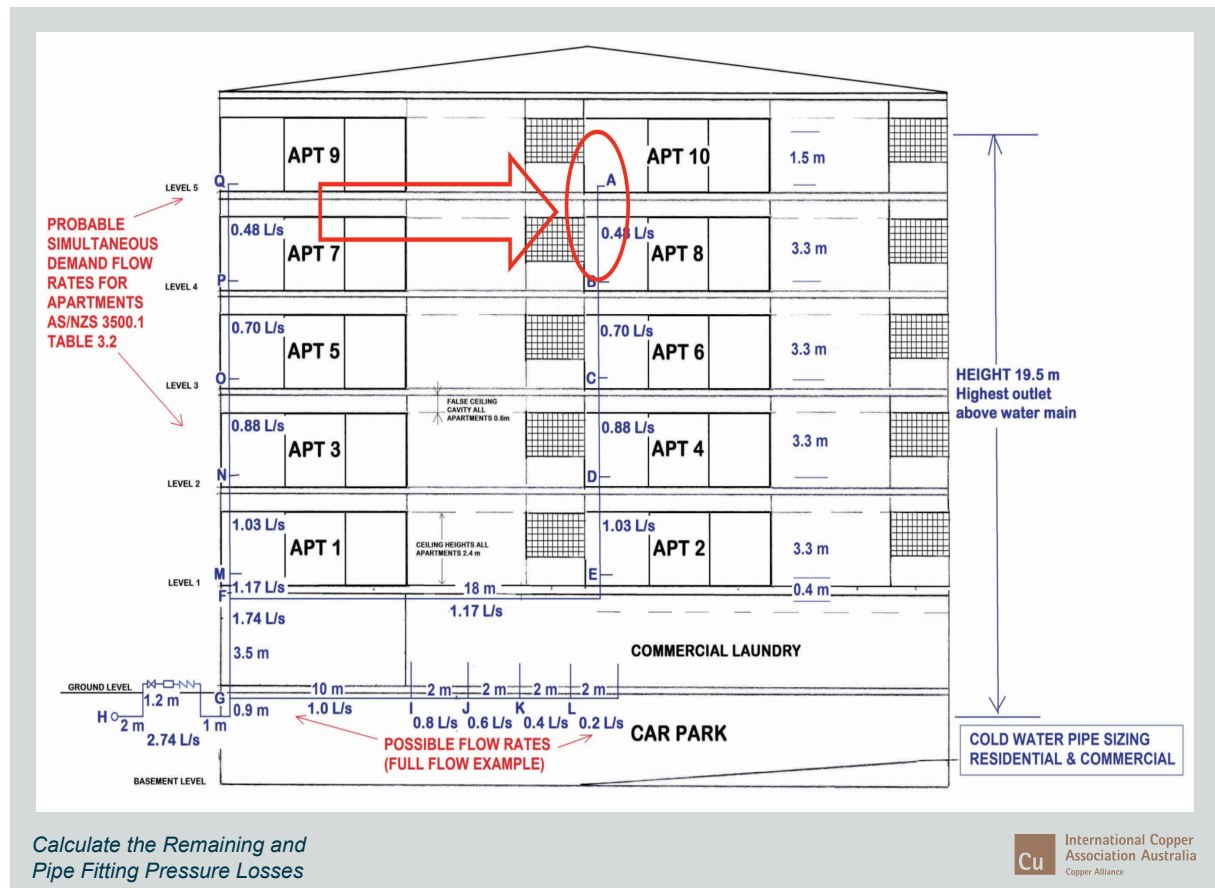 APT 9
APT 10
1.5 m
Q
A
LEVEL 5
PROBABLE
SIMULTANEOUS
DEMAND FLOW
RATES FOR
APARTMENTS
AS/NZS 3500.1
TABLE 3.2
0.48 L/s
APT 7
0.48 L/s
APT 8
3.3 m
P
B
LEVEL 4
0.70 L/s
APT 5
0.70 L/s
APT 6
3.3 m
O
C
LEVEL 3
HEIGHT 19.5 m
Highest outlet
above water main
FALSE CEILING
CAVITY ALL
APARTMENTS 0.6m
0.88 L/s
APT 3
0.88 L/s
APT 4
3.3 m
N
D
LEVEL 2
1.03 L/s
APT 1
CEILING HEIGHTS ALL
APARTMENTS 2.4 m
1.03 L/s
APT 2
3.3 m
M
E
LEVEL 1
1.17 L/s
18 m
0.4 m
F
1.17 L/s
1.74 L/s
3.5 m
COMMERCIAL LAUNDRY
GROUND LEVEL
1.2 m
G
10 m
2 m
2 m
2 m
2 m
H
2 m
1 m
0.9 m
1.0 L/s
I
J
K
L
0.8 L/s
0.6 L/s
0.4 L/s
0.2 L/s
2.74 L/s
POSSIBLE FLOW RATES
(FULL FLOW EXAMPLE)
CAR PARK
COLD WATER PIPE SIZING
RESIDENTIAL & COMMERCIAL
BASEMENT LEVEL
Calculate the Remaining and
Pipe Fitting Pressure Losses
Cu
International Copper
Association Australia
Copper Alliance